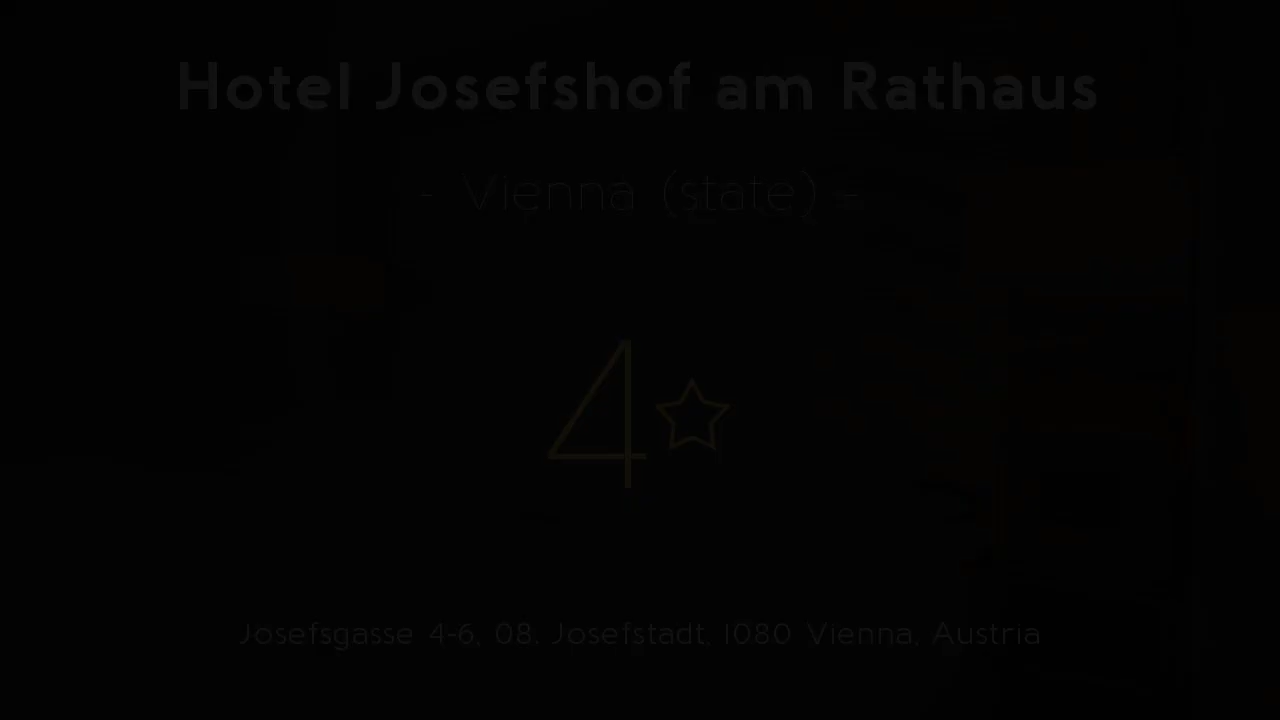 Hotel Josefshof am Rathaus
- Vienna (state) -
4
Josefsgasse 4-6, 08. Josefstadt, 1080 Vienna, Austria